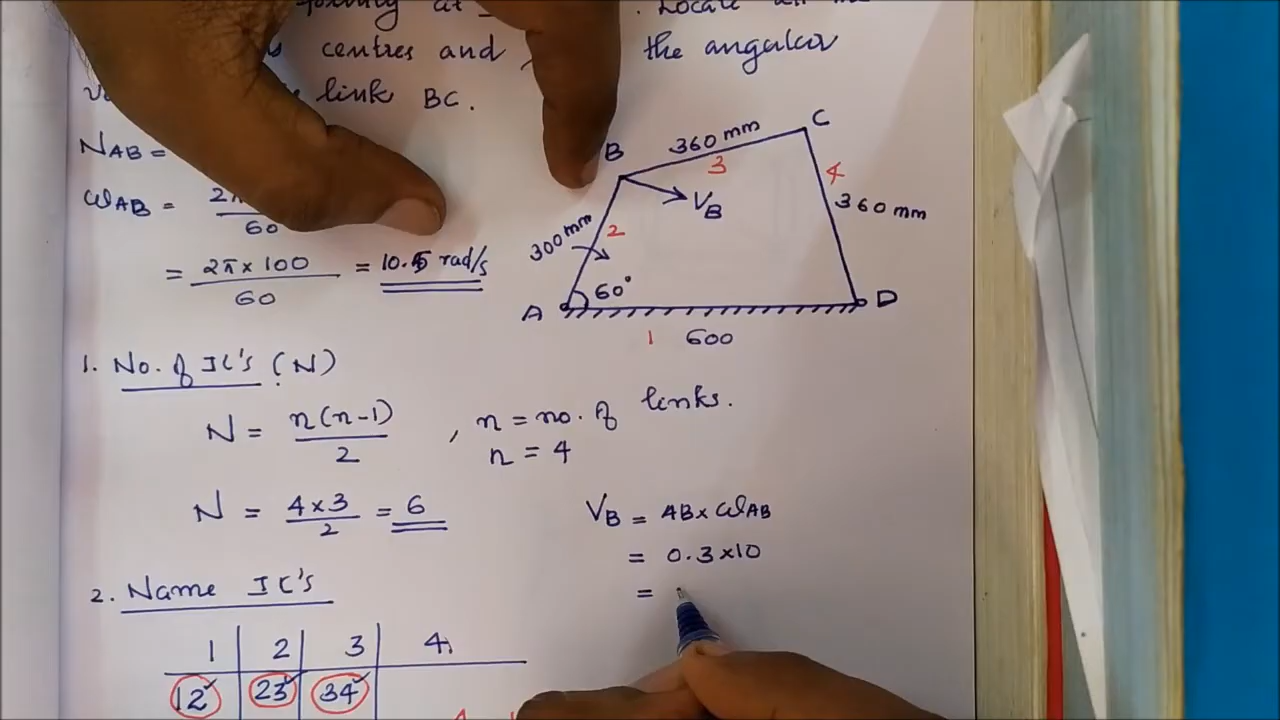 at . Locate
centres and the angular
link BC.
NAB =
ωAB = 2π
60
= 2π × 100 / 60 = 10.5 rad/s
1. No. of IC's (N)
N = n(n-1) / 2 , n = no. of links.
n = 4
N = 4×3 / 2 = 6
2. Name IC's
1 2 3 4
12 23 34
B 360 mm C
3
4
VB
360 mm
300 mm 2
60°
A D
1 600
VB = AB × ωAB
= 0.3×10
=